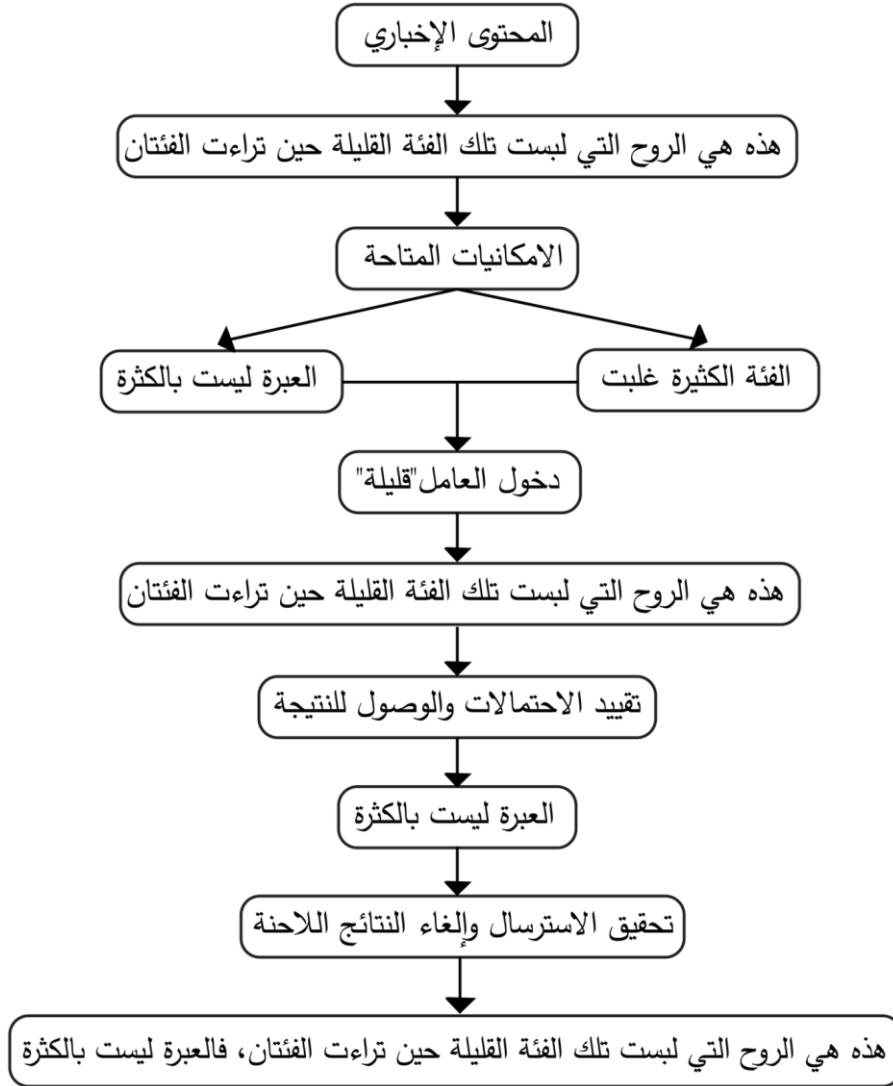 المحتوى الإخباري
هذه هي الروح التي لبست تلك الفئة القليلة حين تراءت الفئتان
الامكانيات المتاحة
الفئة الكثيرة غلبت
العبرة ليست بالكثرة
دخول العامل"قليلة"
هذه هي الروح التي لبست تلك الفئة القليلة حين تراءت الفئتان
تقييد الاحتمالات والوصول للنتيجة
العبرة ليست بالكثرة
تحقيق الاسترسال وإلغاء النتائج اللاحنة
هذه هي الروح التي لبست تلك الفئة القليلة حين تراءت الفئتان، فالعبرة ليست بالكثرة